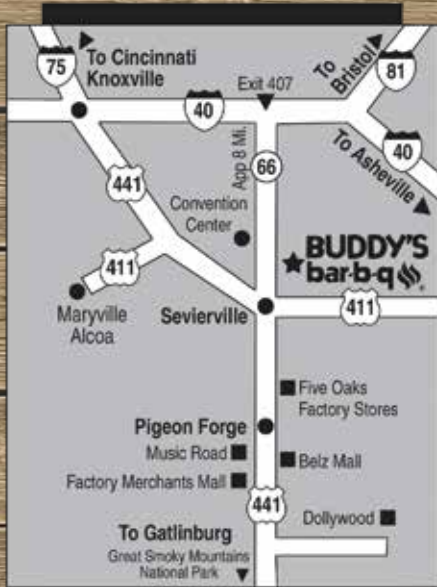 75
To Cincinnati
Knoxville
To
Bristol
81
Exit 407
40
App 8 Mi.
66
To Asheville
40
441
Convention
Center
BUDDY'S
bar-b-q
411
Maryville
Alcoa
Sevierville
411
Five Oaks
Factory Stores
Pigeon Forge
Music Road
Belz Mall
Factory Merchants Mall
441
Dollywood
To Gatlinburg
Great Smoky Mountains
National Park